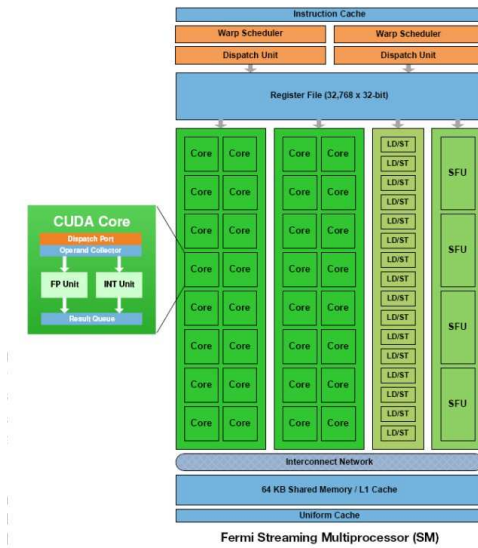 Instruction Cache
Warp Scheduler Warp Scheduler
Dispatch Unit Dispatch Unit
Register File (32,768 x 32-bit)
Core Core Core Core LD/ST LD/ST SFU
Core Core Core Core LD/ST LD/ST
Core Core Core Core LD/ST LD/ST SFU
Core Core Core Core LD/ST LD/ST
Core Core Core Core LD/ST LD/ST SFU
Core Core Core Core LD/ST LD/ST
Core Core Core Core LD/ST LD/ST SFU
Core Core Core Core LD/ST LD/ST
CUDA Core
Dispatch Port
Operand Collector
FP Unit INT Unit
Result Queue
Interconnect Network
64 KB Shared Memory / L1 Cache
Uniform Cache
Fermi Streaming Multiprocessor (SM)